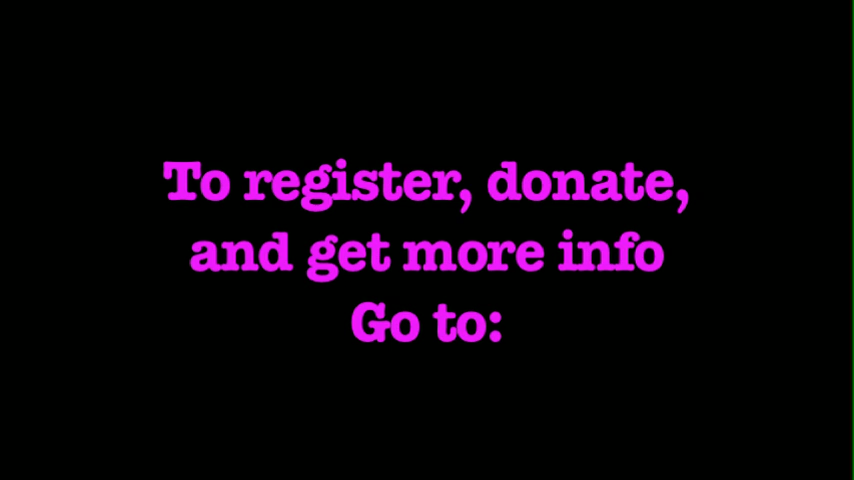 To register, donate,
and get more info
Go to: